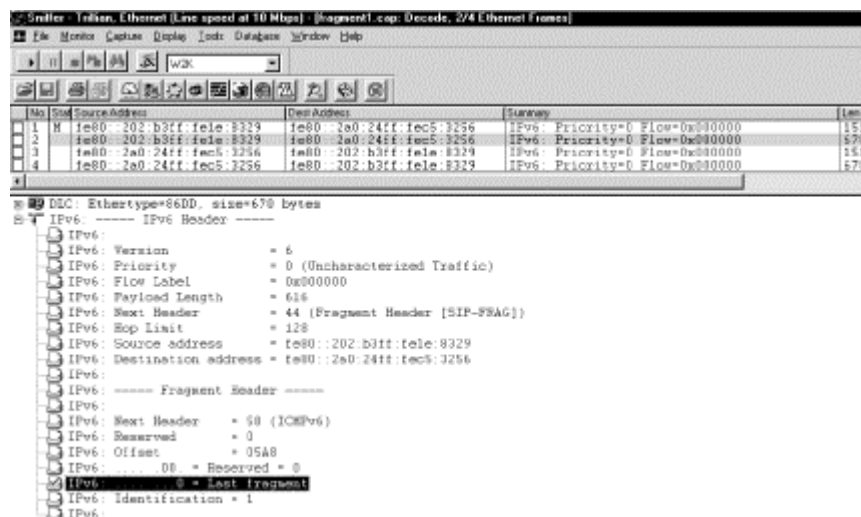 Sniffer - Trillian, Ethernet (Line speed at 10 Mbps) - [fragment1.cap: Decode, 2/4 Ethernet Frames]
File Monitor Capture Display Tools Database Window Help
W2K
No. Stat Source Address Dest Address Summary Len
1 M fe80::202:b3ff:fe1e:8329 fe80::2a0:24ff:fec5:3256 IPv6: Priority=0 Flow=0x000000 15
2 fe80::202:b3ff:fe1e:8329 fe80::2a0:24ff:fec5:3256 IPv6: Priority=0 Flow=0x000000 670
3 fe80::2a0:24ff:fec5:3256 fe80::202:b3ff:fe1e:8329 IPv6: Priority=0 Flow=0x000000 15
4 fe80::2a0:24ff:fec5:3256 fe80::202:b3ff:fe1e:8329 IPv6: Priority=0 Flow=0x000000 67
DLC: Ethertype=86DD, size=670 bytes
IPv6: ----- IPv6 Header -----
IPv6:
IPv6: Version = 6
IPv6: Priority = 0 (Uncharacterized Traffic)
IPv6: Flow Label = 0x000000
IPv6: Payload Length = 616
IPv6: Next Header = 44 (Fragment Header [SIP-FRAG])
IPv6: Hop Limit = 128
IPv6: Source address = fe80::202:b3ff:fe1e:8329
IPv6: Destination address = fe80::2a0:24ff:fec5:3256
IPv6:
IPv6: ----- Fragment Header -----
IPv6:
IPv6: Next Header = 58 (ICMPv6)
IPv6: Reserved = 0
IPv6: Offset = 05A8
IPv6: .... .00. = Reserved = 0
IPv6: .... ...0 = Last fragment
IPv6: Identification = 1
IPv6: